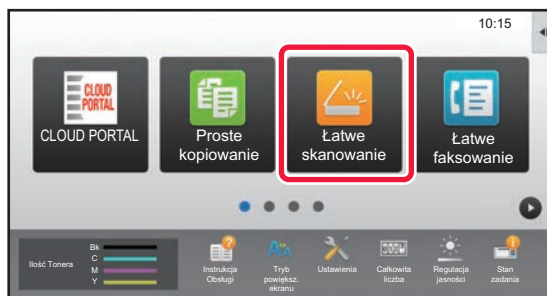 10:15
CLOUD
PORTAL
CLOUD PORTAL
Proste
kopiowanie
Łatwe
skanowanie
Łatwe
faksowanie
Ilość Tonera
Bk
C
M
Y
Instrukcja
Obsługi
Tryb
powiększ.
ekranu
Ustawienia
Całkowita
liczba
Regulacja
jasności
Stan
zadania